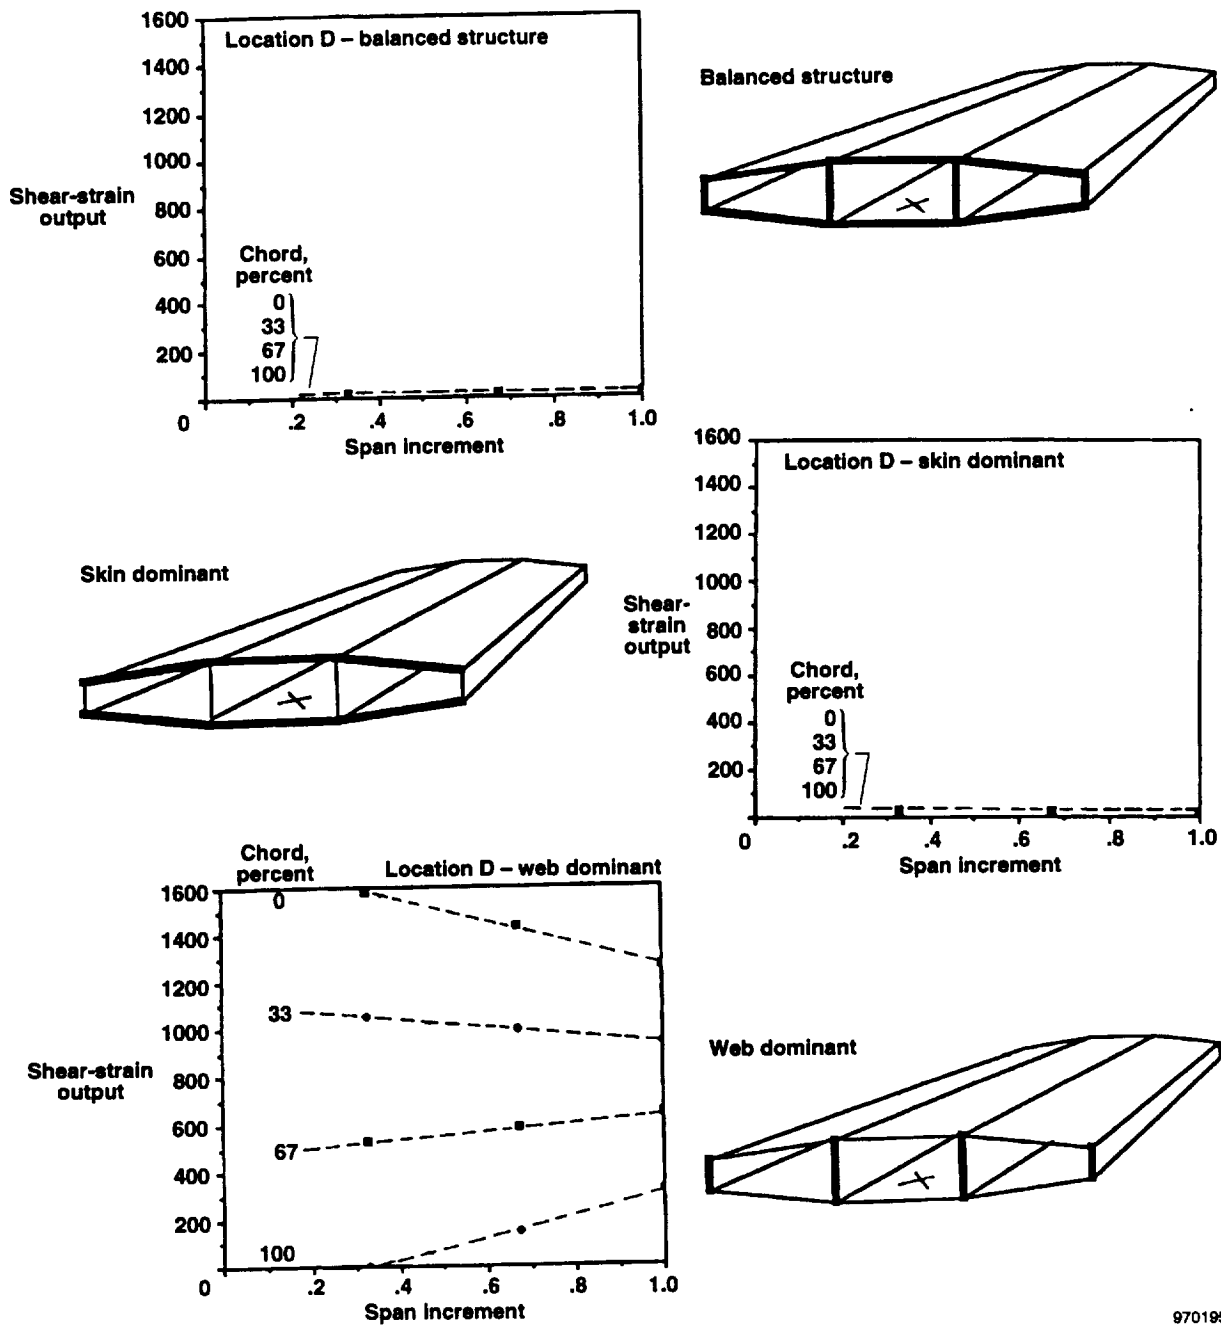 Location D – balanced structure
1600
1400
1200
1000
800
600
400
200
0
Shear-strain
output
Chord,
percent
0
33
67
100
.2
.4
.6
.8
1.0
Span increment
Balanced structure
Location D – skin dominant
1600
1400
1200
1000
800
600
400
200
0
Shear-
strain
output
Chord,
percent
0
33
67
100
.2
.4
.6
.8
1.0
Span increment
Skin dominant
Chord,
percent
Location D – web dominant
1600
1400
1200
1000
800
600
400
200
0
Shear-strain
output
0
33
67
100
.2
.4
.6
.8
1.0
Span increment
Web dominant
970195